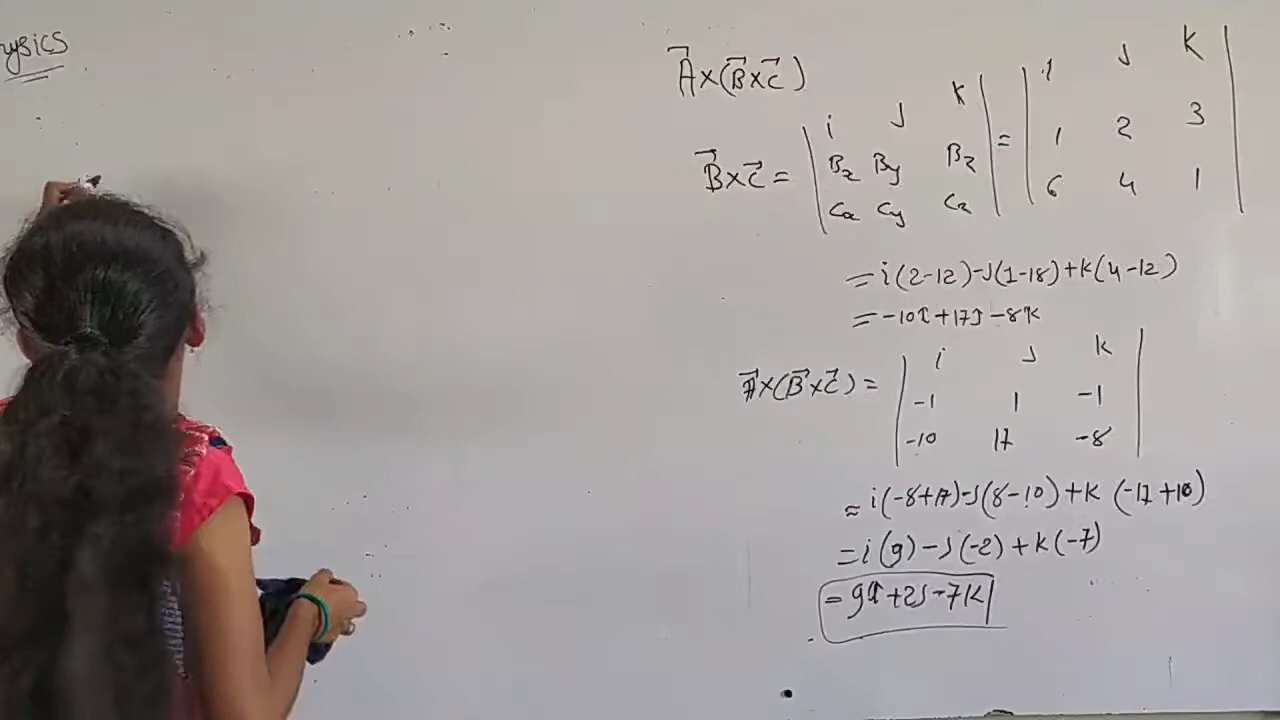 rysics
A⃗×(B⃗×C⃗)
B⃗×C⃗ = | i J K | = | i J K |
| Bz By Bz | | 1 2 3 |
| Cx Cy Cz | | 6 4 1 |
= i(2-12)-J(1-18)+K(4-12)
= -10i+17J-8K
A⃗×(B⃗×C⃗) = | i J K |
| -1 1 -1 |
| -10 17 -8 |
= i(-8+17)-J(8-10)+K (-17+10)
= i(9)-J(-2)+K(-7)
= 9i+2J-7K